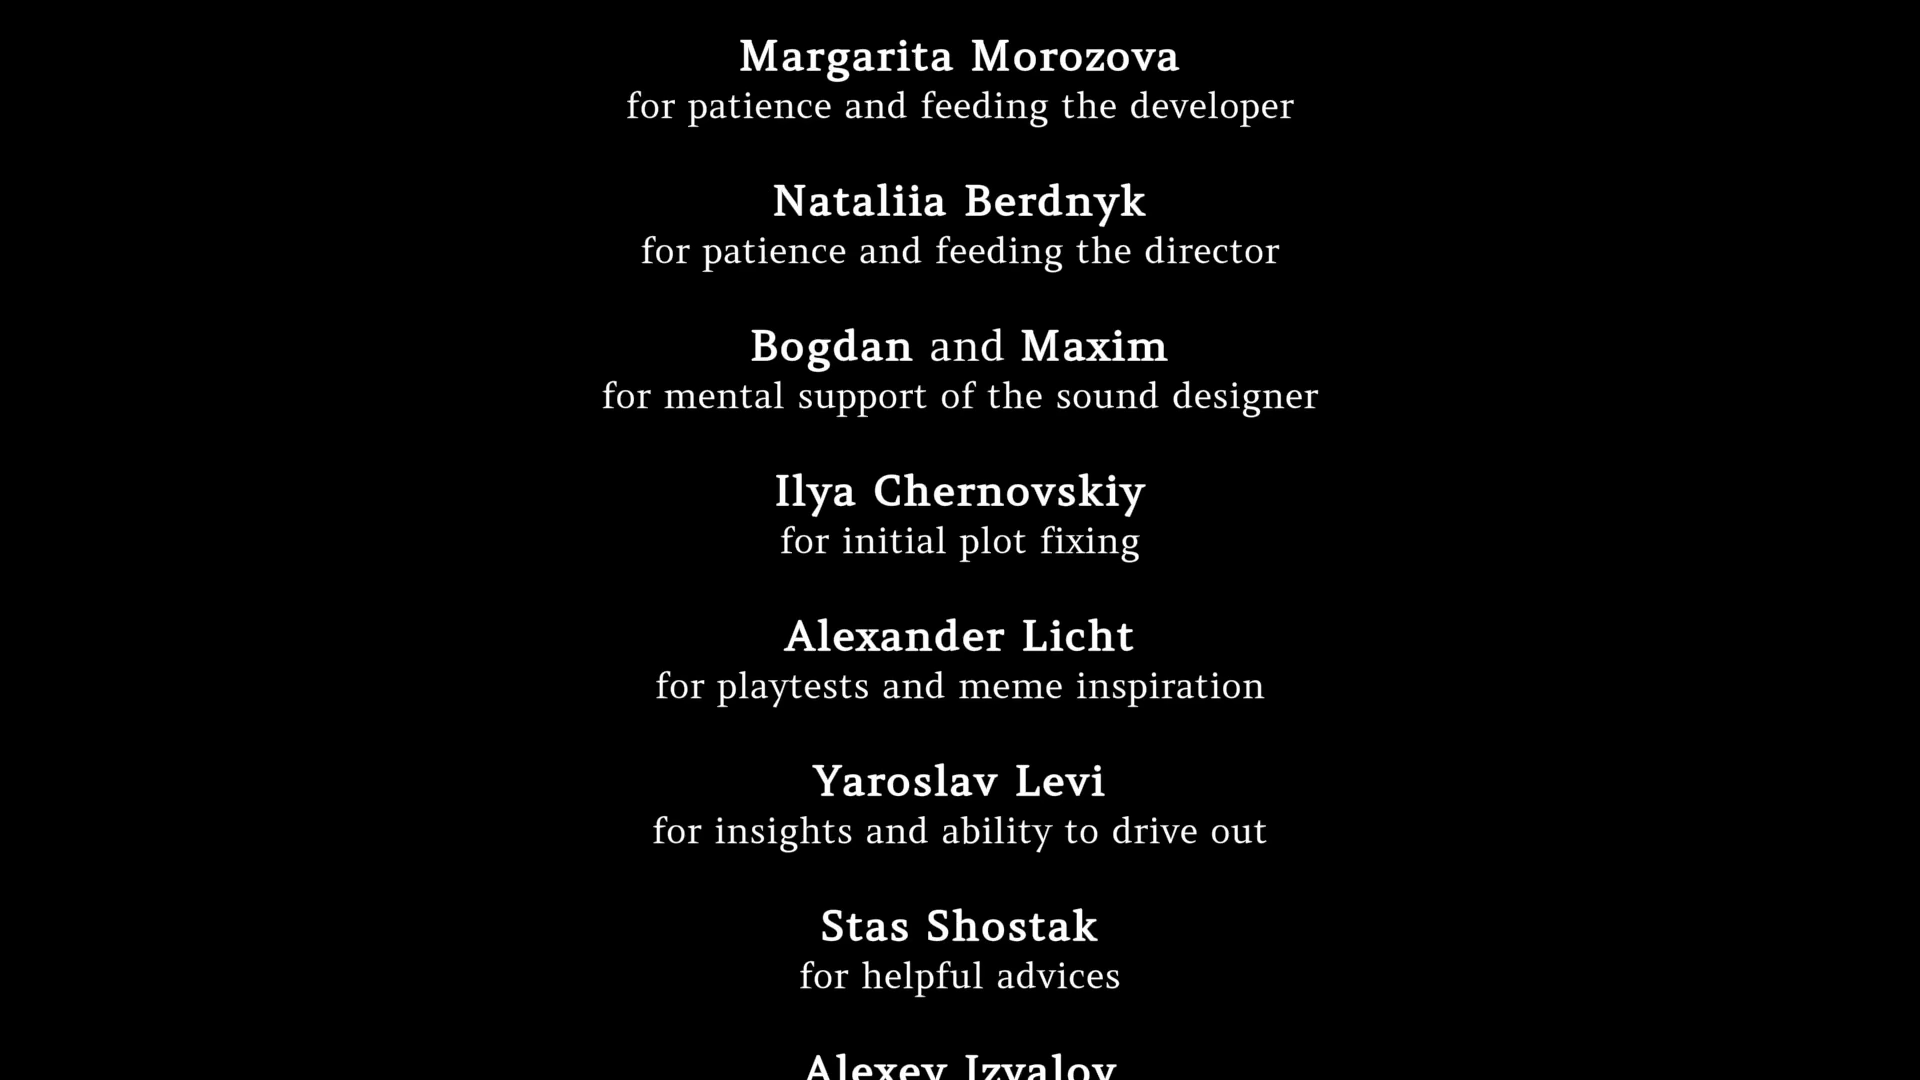 Margarita Morozova
for patience and feeding the developer
Nataliia Berdnyk
for patience and feeding the director
Bogdan and Maxim
for mental support of the sound designer
Ilya Chernovskiy
for initial plot fixing
Alexander Licht
for playtests and meme inspiration
Yaroslav Levi
for insights and ability to drive out
Stas Shostak
for helpful advices
Alexey Izvalov